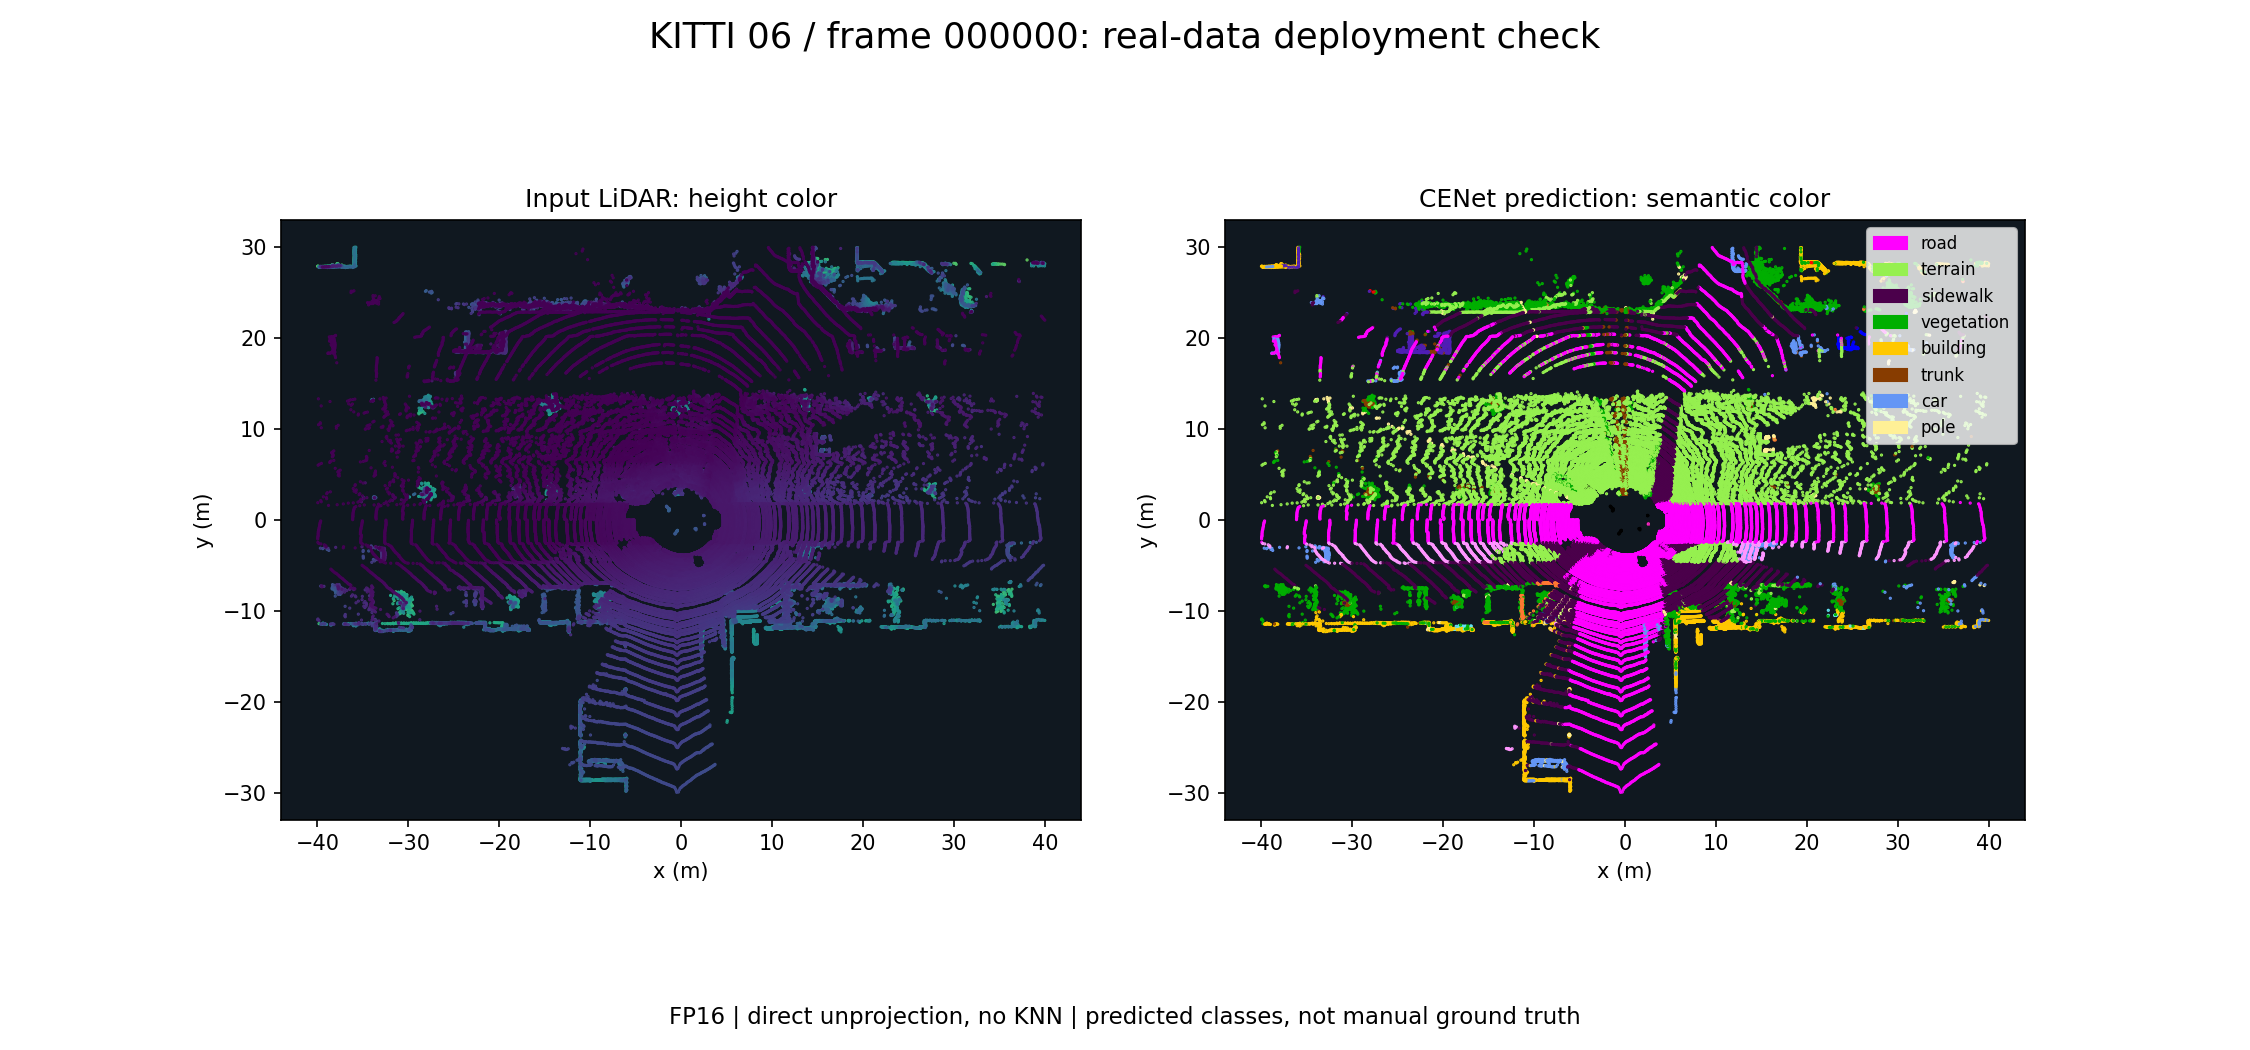 KITTI 06 / frame 000000: real-data deployment check
Input LiDAR: height color
30
20
10
0
−10
−20
−30
y (m)
−40
−30
−20
−10
0
10
20
30
40
x (m)
CENet prediction: semantic color
30
20
10
0
−10
−20
−30
y (m)
−40
−30
−20
−10
0
10
20
30
40
x (m)
road
terrain
sidewalk
vegetation
building
trunk
car
pole
FP16 | direct unprojection, no KNN | predicted classes, not manual ground truth